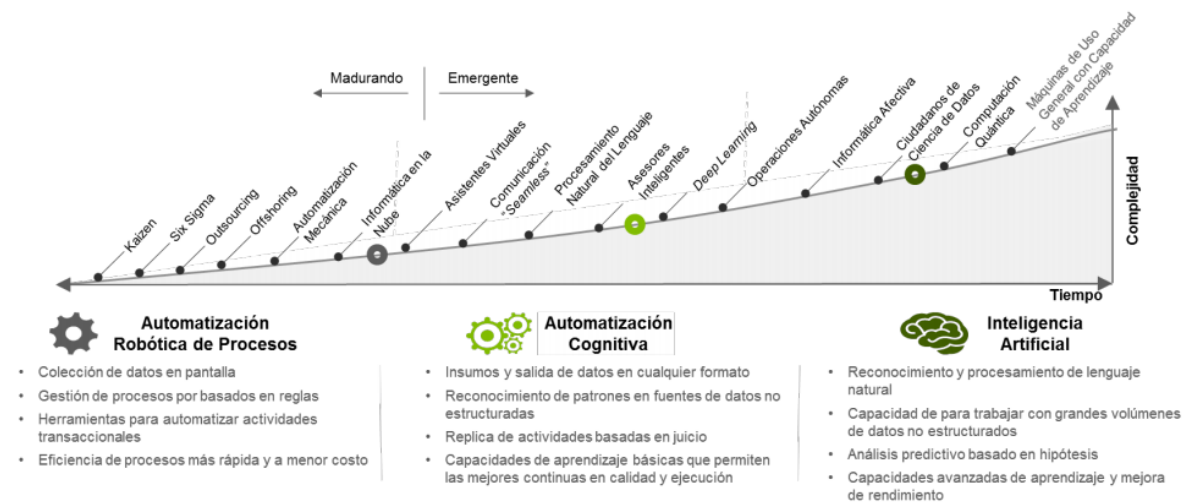 Madurando
Emergente
Kaizen
Six Sigma
Outsourcing
Offshoring
Automatización
Mecánica
Informática en la
Nube
Asistentes Virtuales
Comunicación
"Seamless"
Procesamiento
Natural del Lenguaje
Asesores
Inteligentes
Deep Learning
Operaciones Autónomas
Informática Afectiva
Ciudadanos de
Ciencia de Datos
Computación
Quántica
Máquinas de Uso
General con Capacidad
de Aprendizaje
Complejidad
Tiempo
Automatización
Robótica de Procesos
• Colección de datos en pantalla
• Gestión de procesos por basados en reglas
• Herramientas para automatizar actividades
transaccionales
• Eficiencia de procesos más rápida y a menor costo
Automatización
Cognitiva
• Insumos y salida de datos en cualquier formato
• Reconocimiento de patrones en fuentes de datos no
estructuradas
• Replica de actividades basadas en juicio
• Capacidades de aprendizaje básicas que permiten
las mejores continuas en calidad y ejecución
Inteligencia
Artificial
• Reconocimiento y procesamiento de lenguaje
natural
• Capacidad de para trabajar con grandes volúmenes
de datos no estructurados
• Análisis predictivo basado en hipótesis
• Capacidades avanzadas de aprendizaje y mejora
de rendimiento